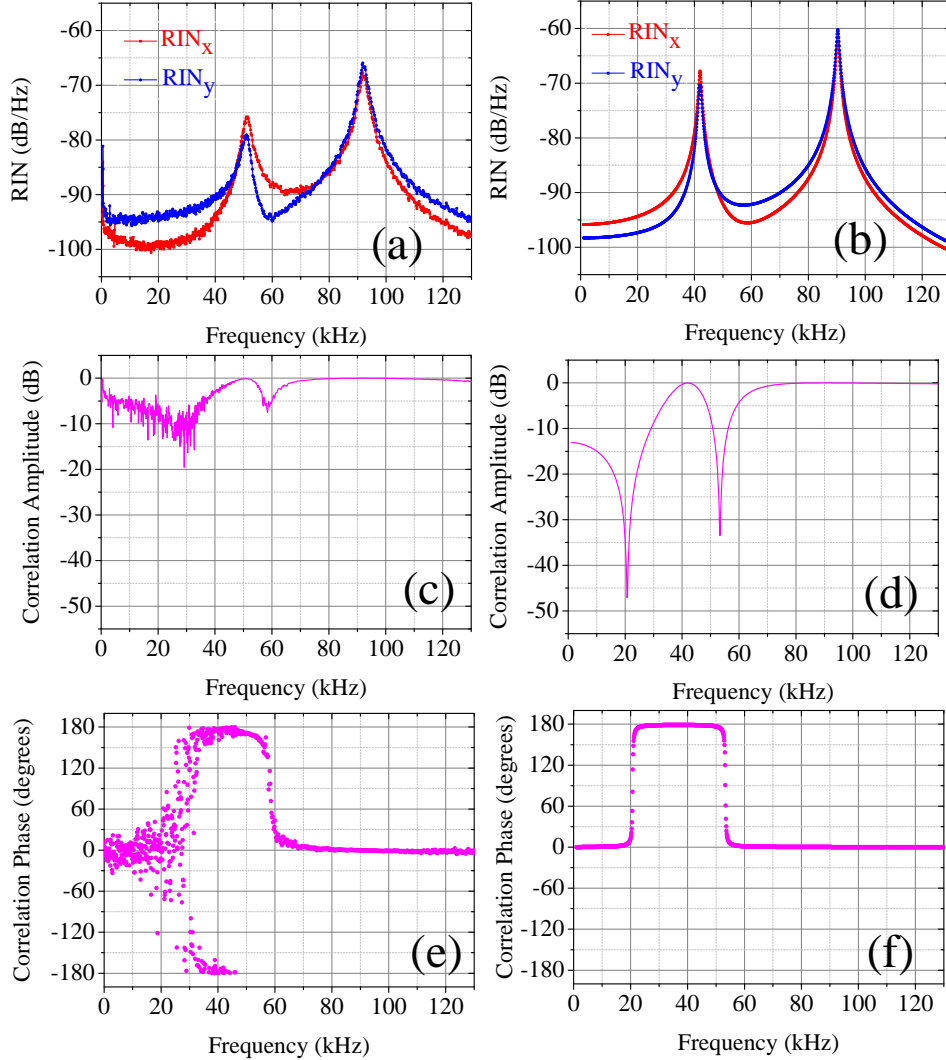 -60
-70
-80
-90
-100
RIN (dB/Hz)
RINx
RINy
(a)
0 20 40 60 80 100 120
Frequency (kHz)
-60
-70
-80
-90
-100
RIN (dB/Hz)
RINx
RINy
(b)
0 20 40 60 80 100 120
Frequency (kHz)
0
-10
-20
-30
-40
-50
Correlation Amplitude (dB)
(c)
0 20 40 60 80 100 120
Frequency (kHz)
0
-10
-20
-30
-40
-50
Correlation Amplitude (dB)
(d)
0 20 40 60 80 100 120
Frequency (kHz)
180
120
60
0
-60
-120
-180
Correlation Phase (degrees)
(e)
0 20 40 60 80 100 120
Frequency (kHz)
180
120
60
0
-60
-120
-180
Correlation Phase (degrees)
(f)
0 20 40 60 80 100 120
Frequency (kHz)